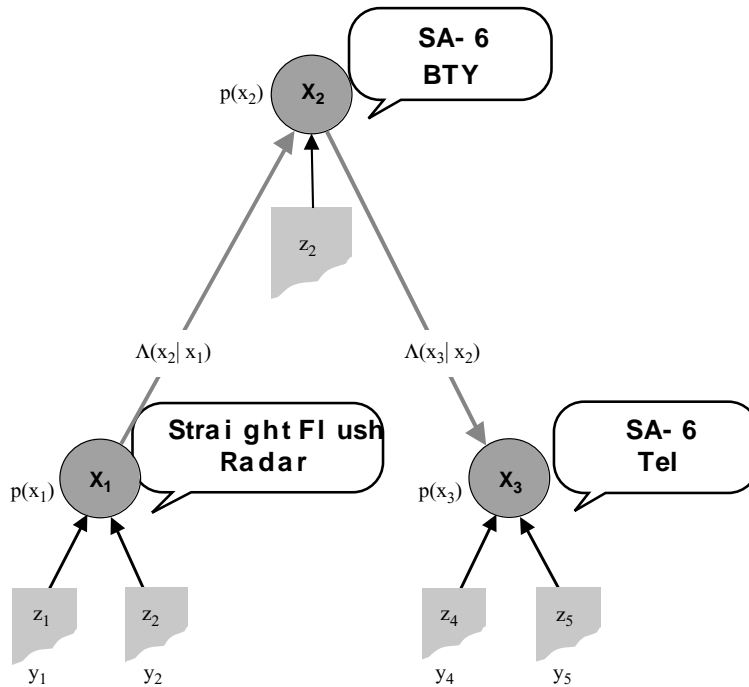 SA- 6
BTY
p(x₂)
X₂
z₂
Λ(x₂| x₁)
Λ(x₃| x₂)
Strai ght Fl ush
Radar
SA- 6
Tel
p(x₁)
X₁
p(x₃)
X₃
z₁
z₂
z₄
z₅
y₁
y₂
y₄
y₅